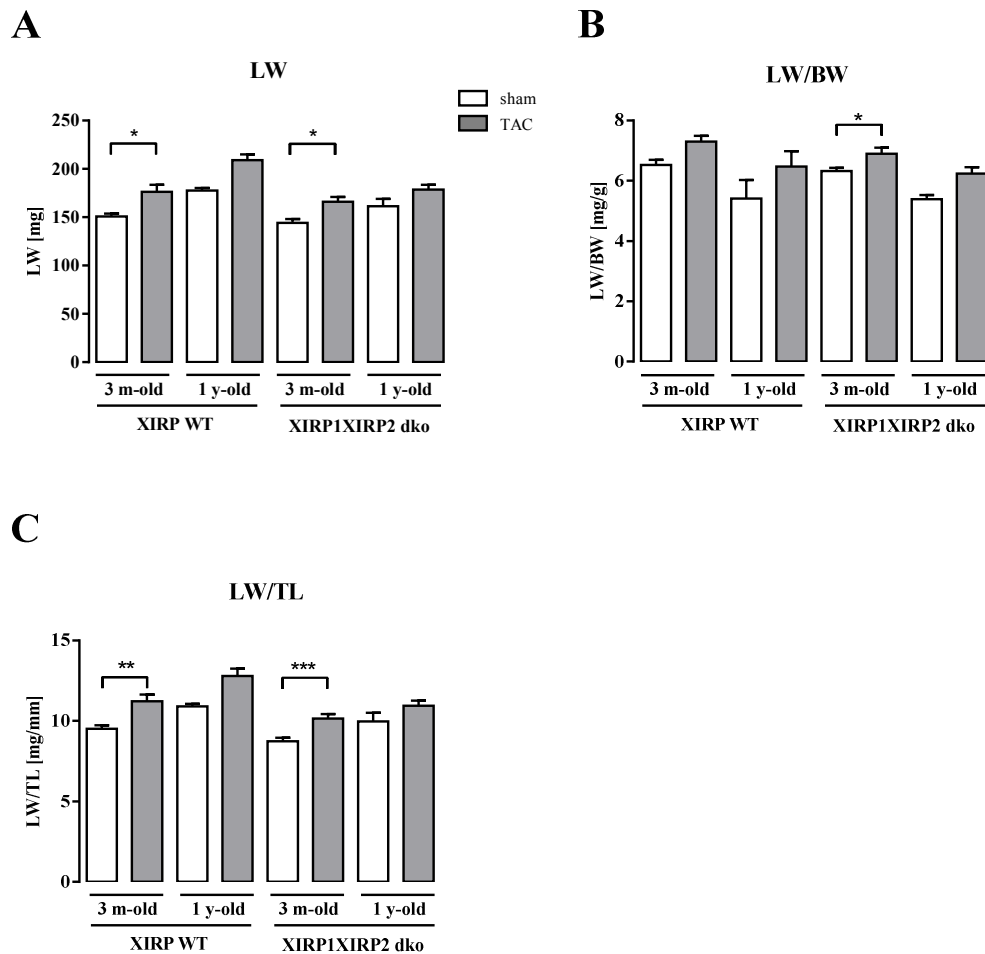 A
LW
sham
TAC
LW [mg]
250
200
150
100
50
0
*
*
3 m-old 1 y-old 3 m-old 1 y-old
XIRP WT XIRP1XIRP2 dko
B
LW/BW
LW/BW [mg/g]
8
6
4
2
0
*
3 m-old 1 y-old 3 m-old 1 y-old
XIRP WT XIRP1XIRP2 dko
C
LW/TL
LW/TL [mg/mm]
15
10
5
0
**
***
3 m-old 1 y-old 3 m-old 1 y-old
XIRP WT XIRP1XIRP2 dko